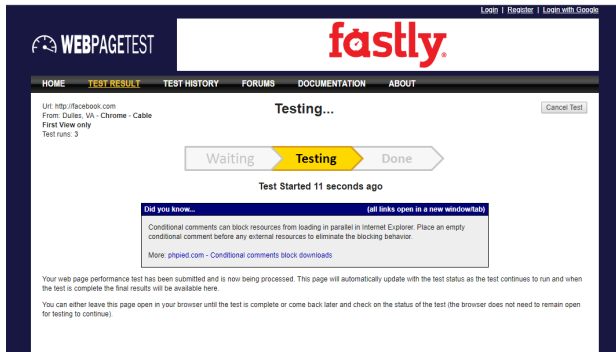 Login | Register | Login with Google
WEBPAGETEST
fastly.
HOME TEST RESULT TEST HISTORY FORUMS DOCUMENTATION ABOUT
Url: http://facebook.com
From: Dulles, VA - Chrome - Cable
First View only
Test runs: 3
Testing...
Cancel Test
Waiting Testing Done
Test Started 11 seconds ago
Did you know... (all links open in a new window/tab)
Conditional comments can block resources from loading in parallel in Internet Explorer. Place an empty
conditional comment before any external resources to eliminate the blocking behavior.
More: phpied.com - Conditional comments block downloads
Your web page performance test has been submitted and is now being processed. This page will automatically update with the test status as the test continues to run and when
the test is complete the final results will be available here.
You can either leave this page open in your browser until the test is complete or come back later and check on the status of the test (the browser does not need to remain open
for testing to continue).